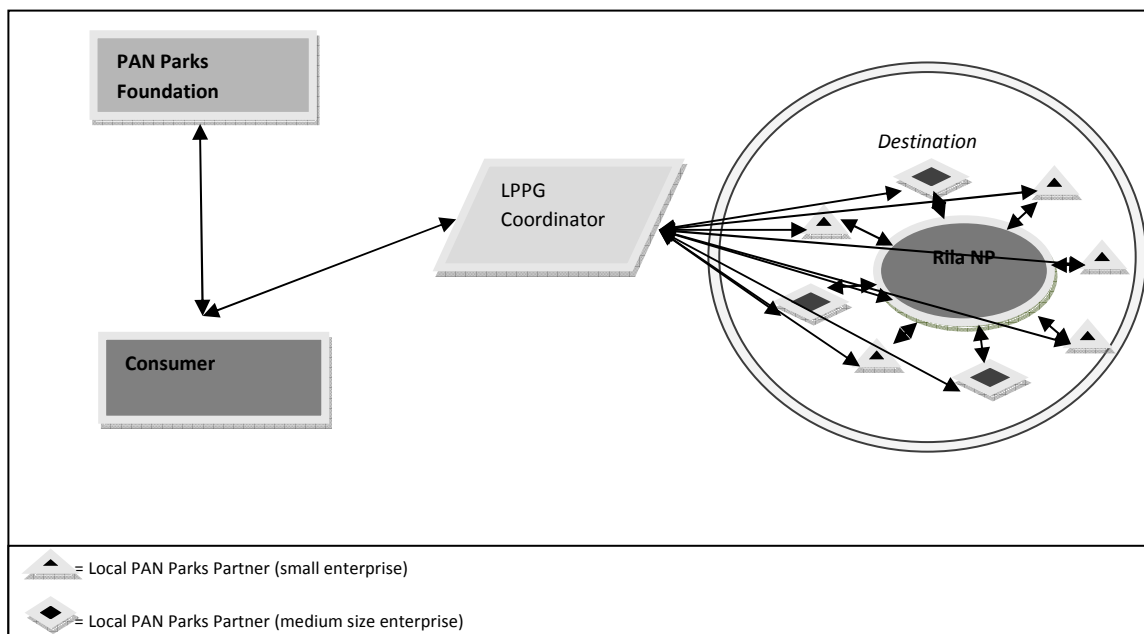 PAN Parks
Foundation
Destination
LPPG
Coordinator
Rila NP
Consumer
= Local PAN Parks Partner (small enterprise)
= Local PAN Parks Partner (medium size enterprise)